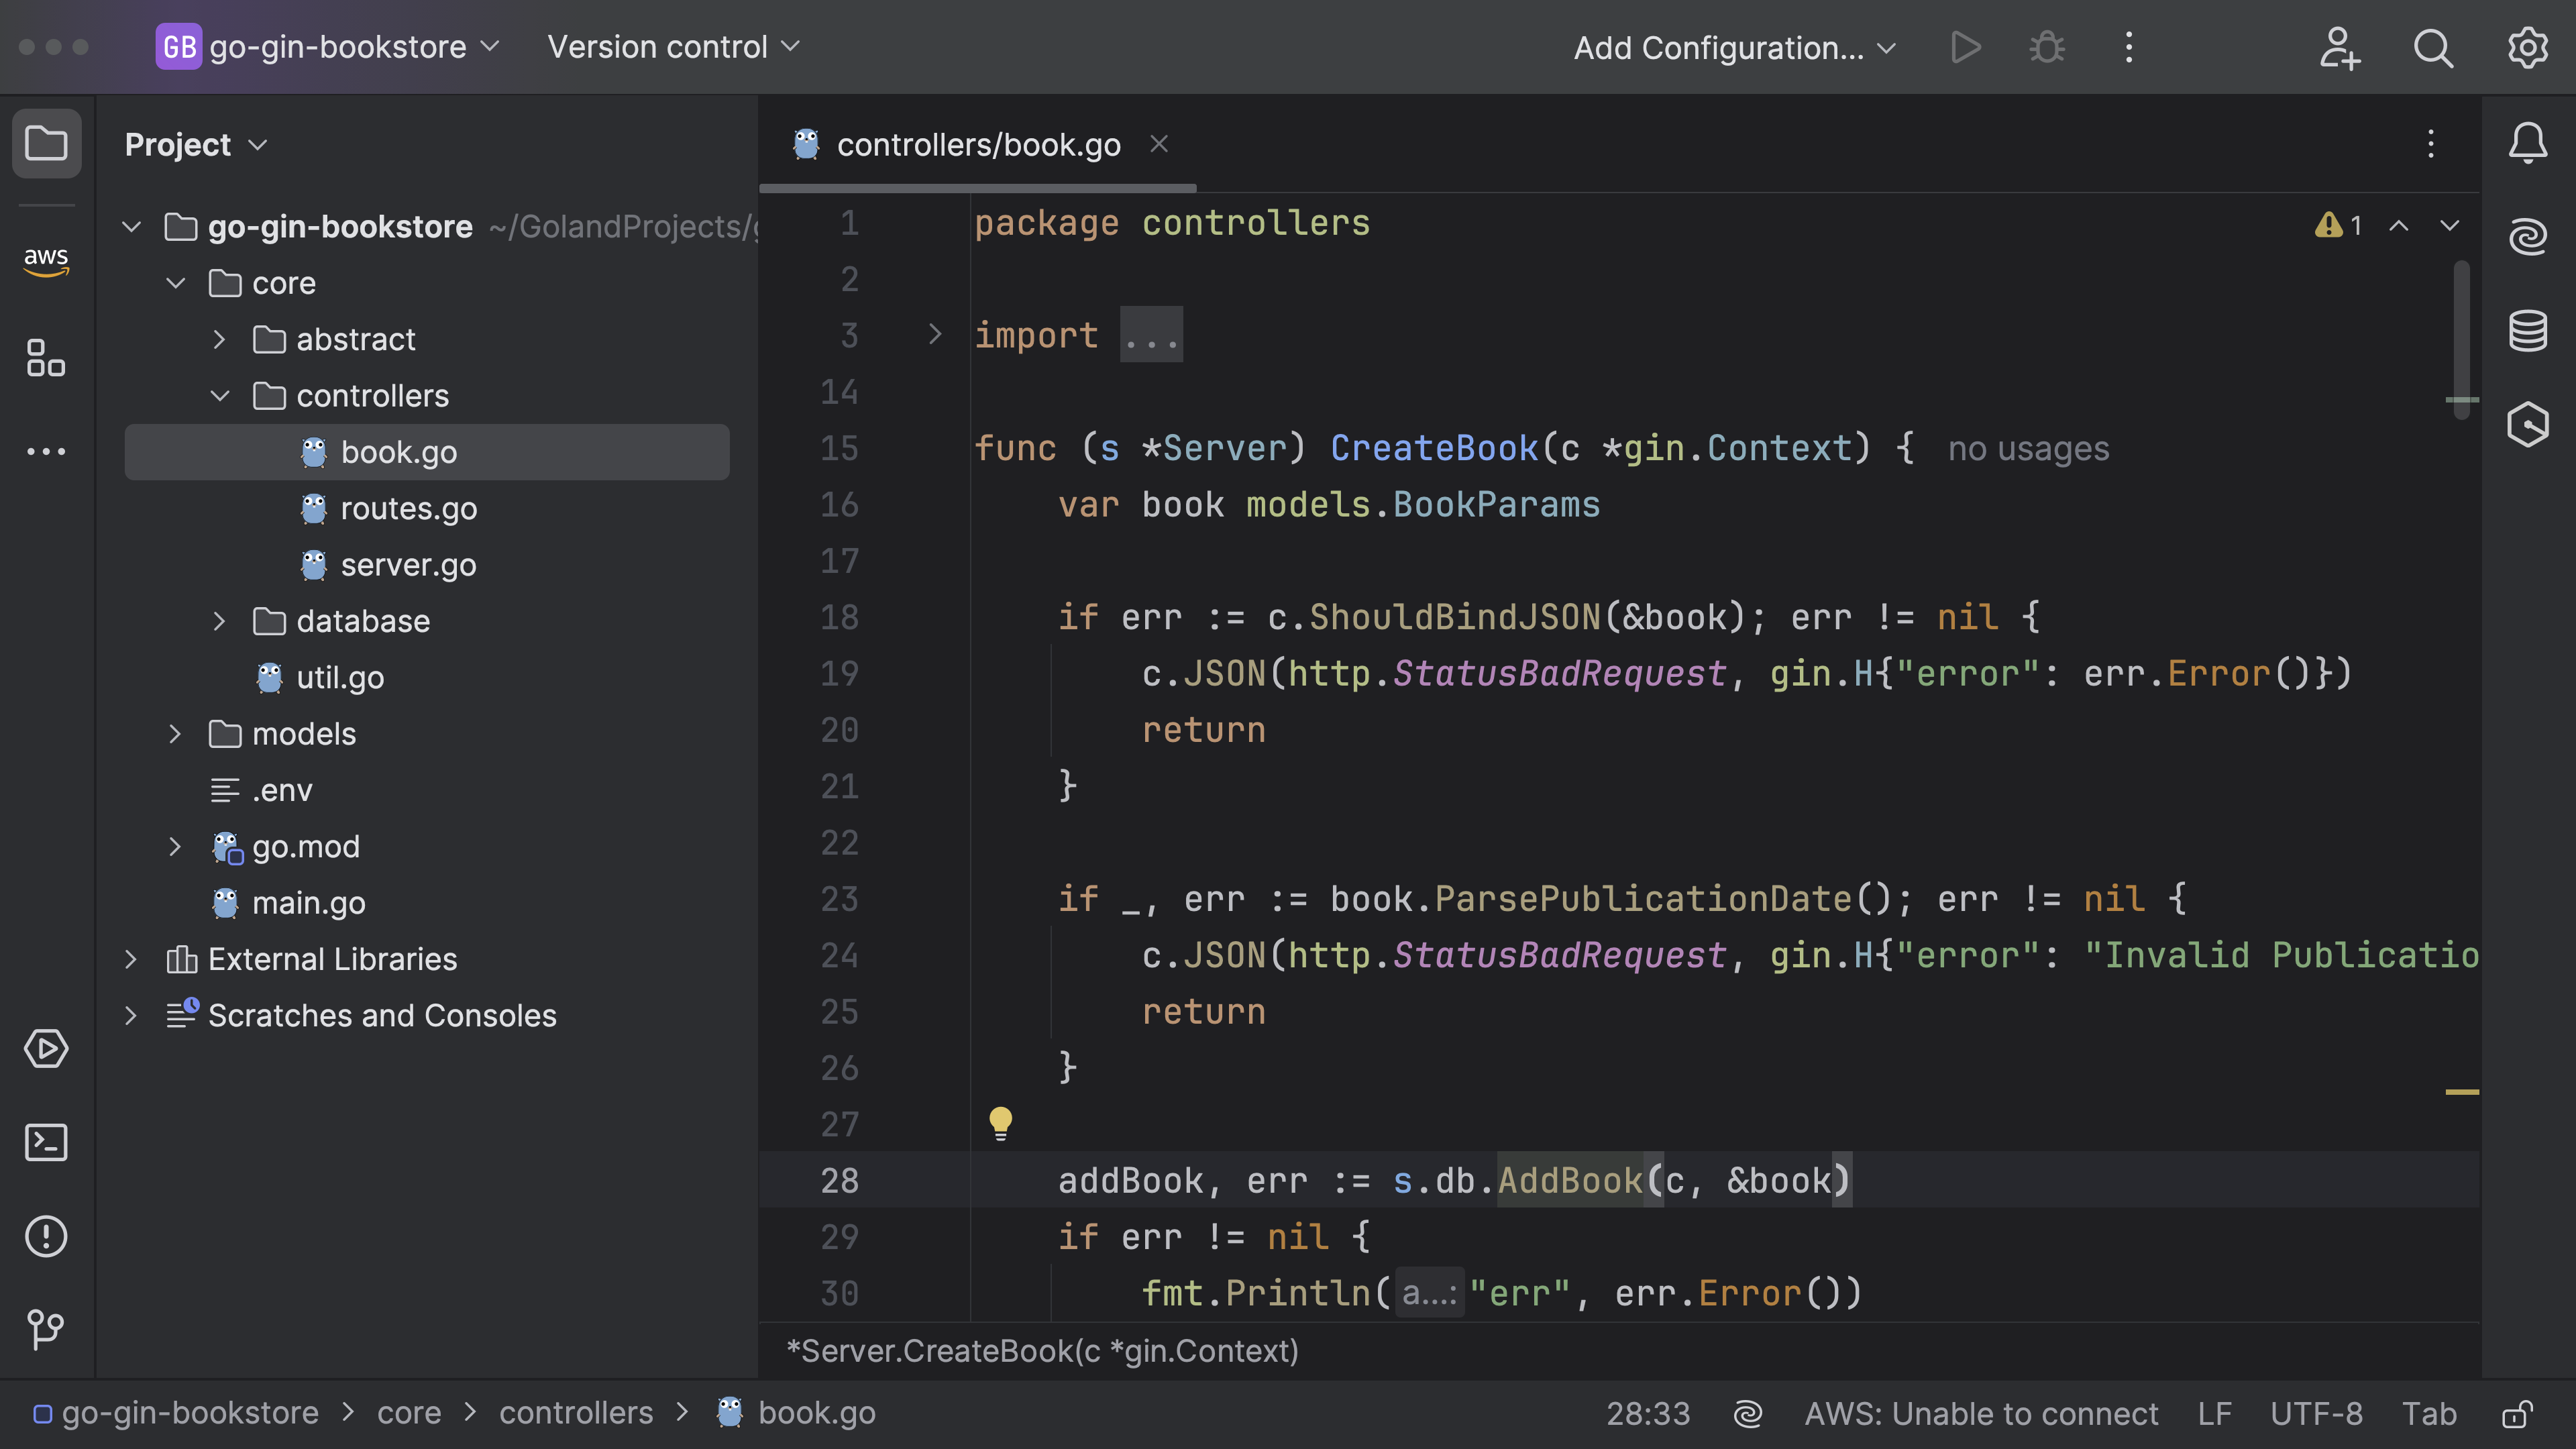 GB go-gin-bookstore Version control Add Configuration...
Project
aws
go-gin-bookstore ~/GolandProjects/
core
abstract
controllers
book.go
routes.go
server.go
database
util.go
models
.env
go.mod
main.go
External Libraries
Scratches and Consoles
controllers/book.go
1 package controllers
1
2
3 import ...
14
15 func (s *Server) CreateBook(c *gin.Context) { no usages
16 var book models.BookParams
17
18 if err := c.ShouldBindJSON(&book); err != nil {
19 c.JSON(http.StatusBadRequest, gin.H{"error": err.Error()})
20 return
21 }
22
23 if _, err := book.ParsePublicationDate(); err != nil {
24 c.JSON(http.StatusBadRequest, gin.H{"error": "Invalid Publicatio
25 return
26 }
27
28 addBook, err := s.db.AddBook(c, &book)
29 if err != nil {
30 fmt.Println(a...: "err", err.Error())
*Server.CreateBook(c *gin.Context)
go-gin-bookstore > core > controllers > book.go 28:33 AWS: Unable to connect LF UTF-8 Tab